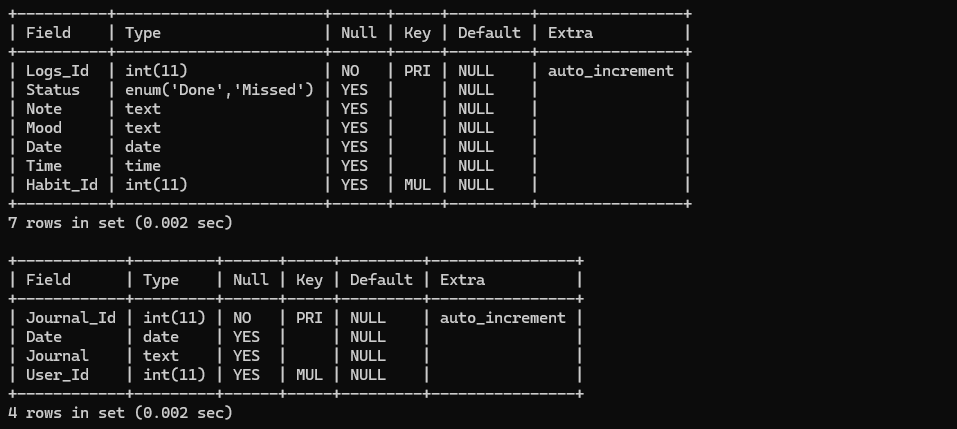 +----------+-----------------------+------+-----+---------+----------------+
| Field    | Type                  | Null | Key | Default | Extra          |
+----------+-----------------------+------+-----+---------+----------------+
| Logs_Id  | int(11)               | NO   | PRI | NULL    | auto_increment |
| Status   | enum('Done','Missed') | YES  |     | NULL    |                |
| Note     | text                  | YES  |     | NULL    |                |
| Mood     | text                  | YES  |     | NULL    |                |
| Date     | date                  | YES  |     | NULL    |                |
| Time     | time                  | YES  |     | NULL    |                |
| Habit_Id | int(11)               | YES  | MUL | NULL    |                |
+----------+-----------------------+------+-----+---------+----------------+
7 rows in set (0.002 sec)

+------------+---------+------+-----+---------+----------------+
| Field      | Type    | Null | Key | Default | Extra          |
+------------+---------+------+-----+---------+----------------+
| Journal_Id | int(11) | NO   | PRI | NULL    | auto_increment |
| Date       | date    | YES  |     | NULL    |                |
| Journal    | text    | YES  |     | NULL    |                |
| User_Id    | int(11) | YES  | MUL | NULL    |                |
+------------+---------+------+-----+---------+----------------+
4 rows in set (0.002 sec)